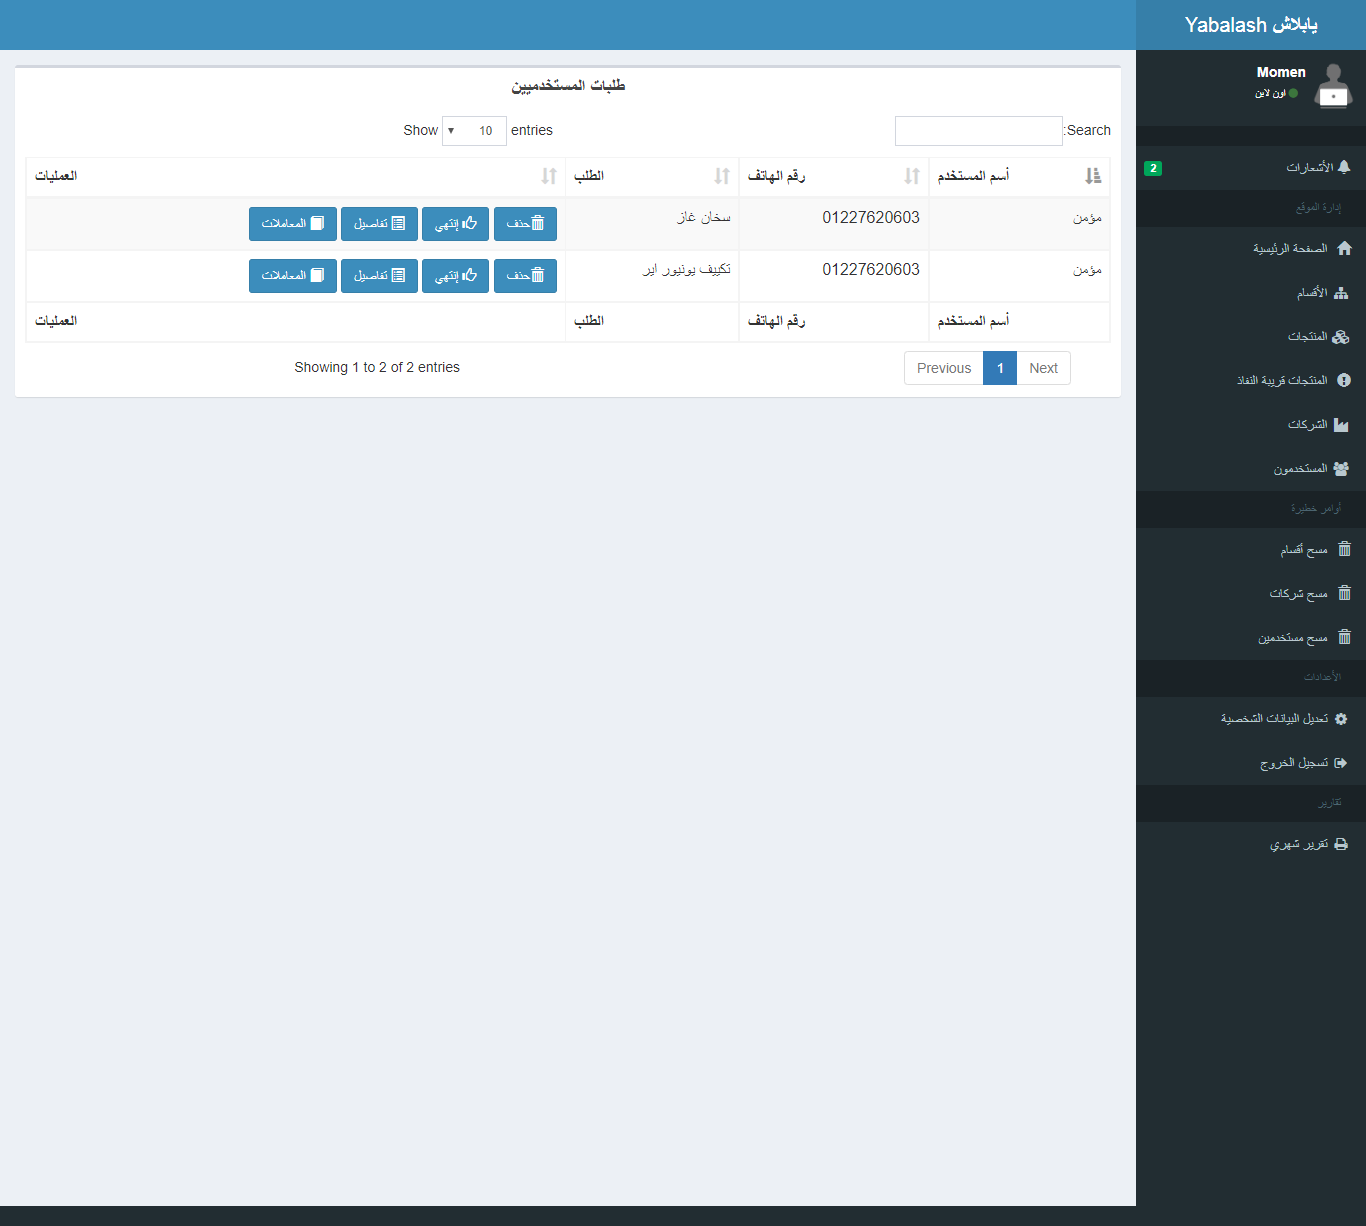 يابلاش Yabalash
Momen
اون لاين
الأشعارات 2
إدارة الموقع
الصفحة الرئيسية
الأقسام
المنتجات
المنتجات قريبة النفاذ
الشركات
المستخدمون
أوامر خطيرة
مسح أقسام
مسح شركات
مسح مستخدمين
الأعدادات
تعديل البيانات الشخصية
تسجيل الخروج
تقارير
تقرير شهري
طلبات المستخدميين
Search:
Show 10 entries
أسم المستخدم رقم الهاتف الطلب العمليات
مؤمن 01227620603 سخان غاز حذف إنتهي تفاصيل المعاملات
مؤمن 01227620603 تكييف يونيور اير حذف إنتهي تفاصيل المعاملات
أسم المستخدم رقم الهاتف الطلب العمليات
Showing 1 to 2 of 2 entries
Previous 1 Next